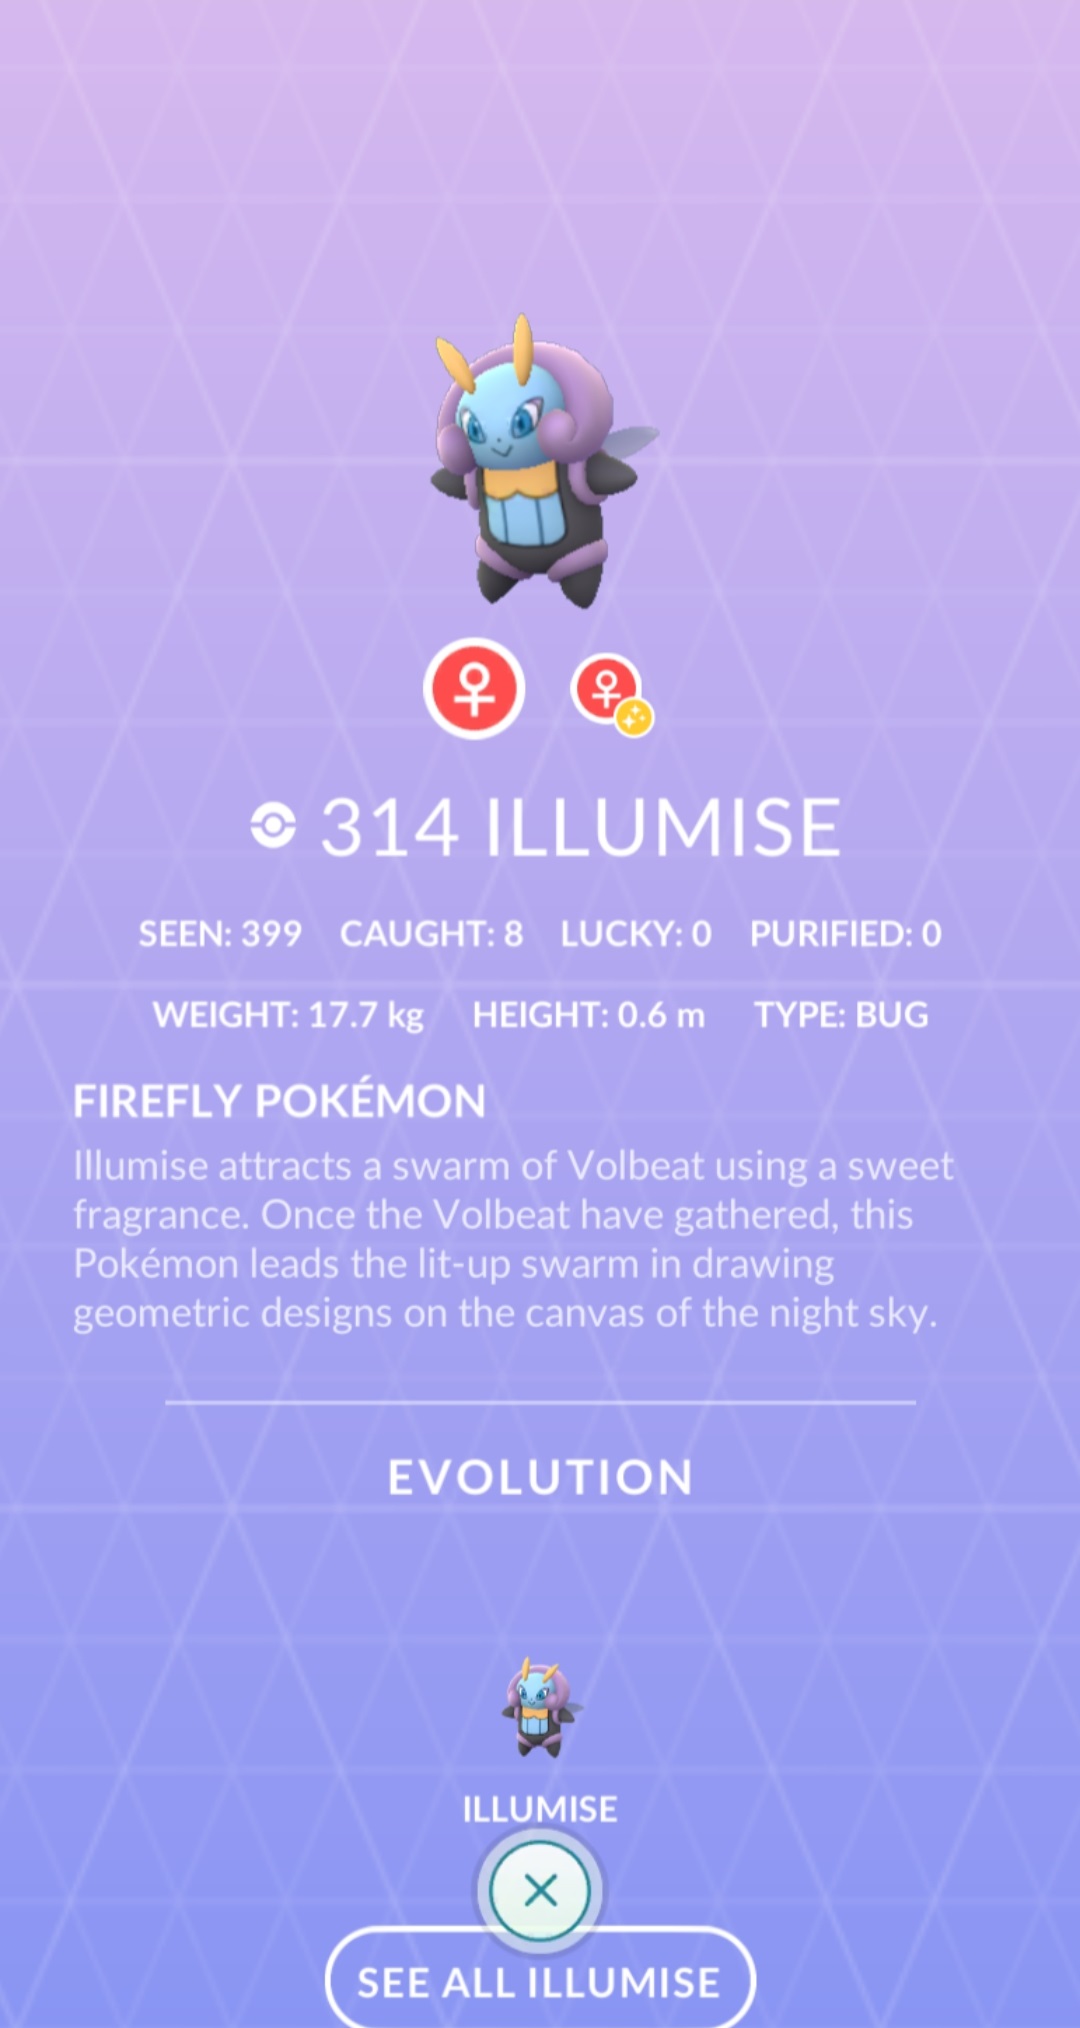 314 ILLUMISE
SEEN: 399 CAUGHT: 8 LUCKY: 0 PURIFIED: 0
WEIGHT: 17.7 kg HEIGHT: 0.6 m TYPE: BUG
FIREFLY POKÉMON
Illumise attracts a swarm of Volbeat using a sweet
fragrance. Once the Volbeat have gathered, this
Pokémon leads the lit-up swarm in drawing
geometric designs on the canvas of the night sky.
EVOLUTION
ILLUMISE
SEE ALL ILLUMISE